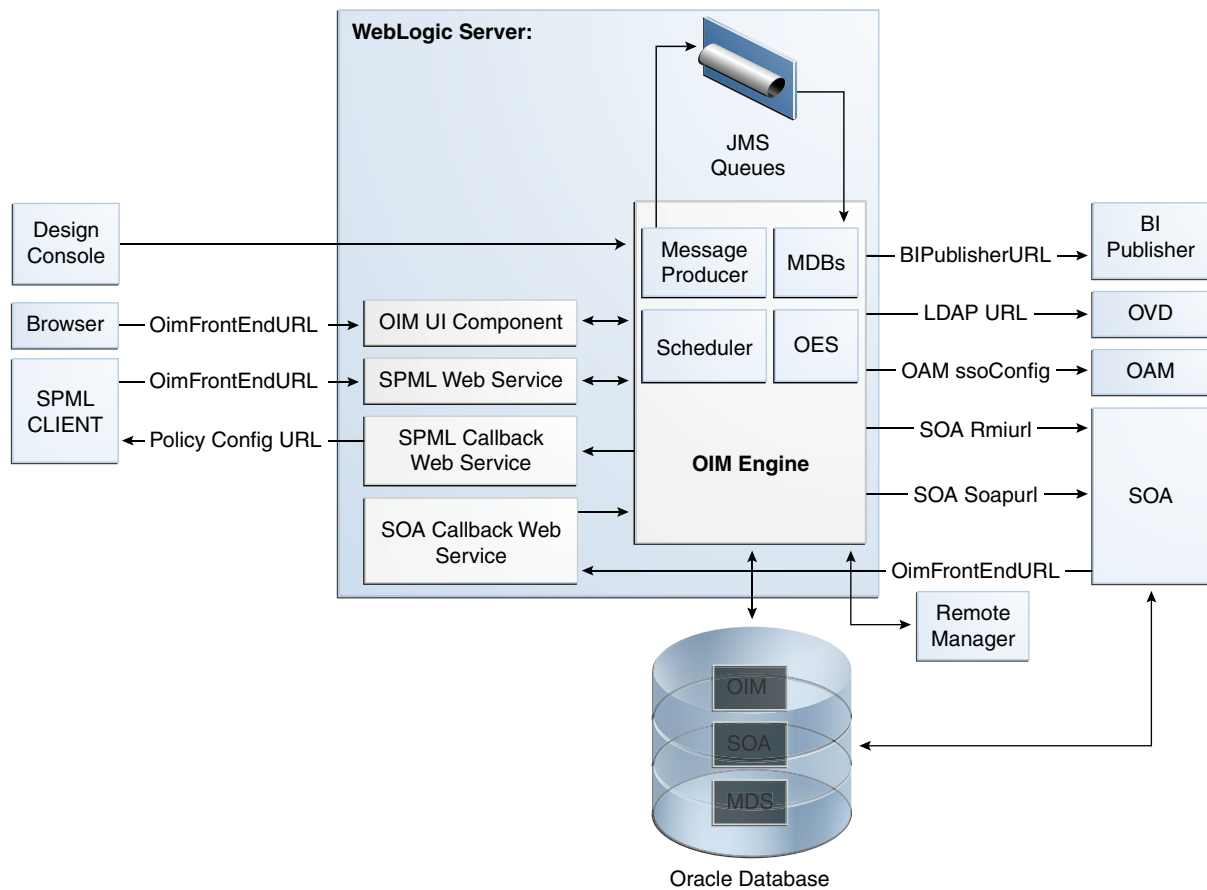 WebLogic Server:
JMS
Queues
Design
Console
Message
Producer
MDBs
BIPublisherURL
BI
Publisher
Browser
OimFrontEndURL
OIM UI Component
Scheduler
OES
LDAP URL
OVD
SPML
CLIENT
OimFrontEndURL
SPML Web Service
OAM ssoConfig
OAM
Policy Config URL
SPML Callback
Web Service
OIM Engine
SOA Rmiurl
SOA Soapurl
SOA
SOA Callback Web
Service
OimFrontEndURL
Remote
Manager
OIM
SOA
MDS
Oracle Database